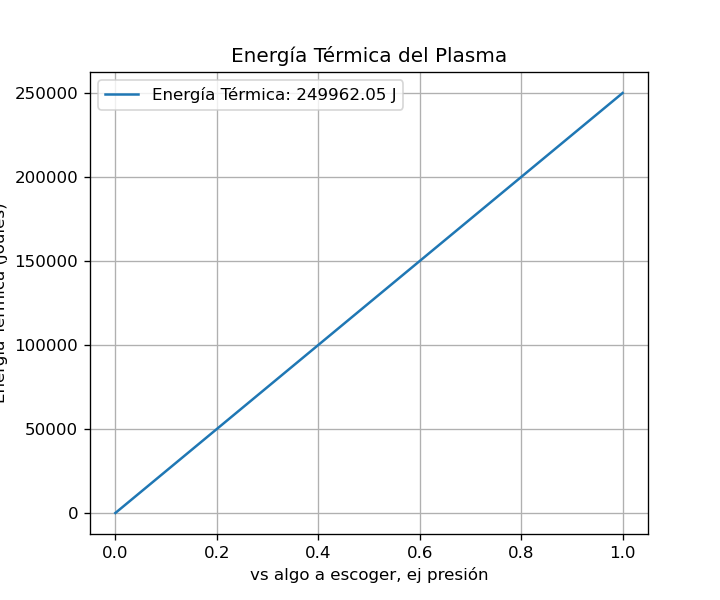 Energía Térmica del Plasma
Energía Térmica: 249962.05 J
250000
200000
150000
100000
50000
0
0.0 0.2 0.4 0.6 0.8 1.0
vs algo a escoger, ej presión